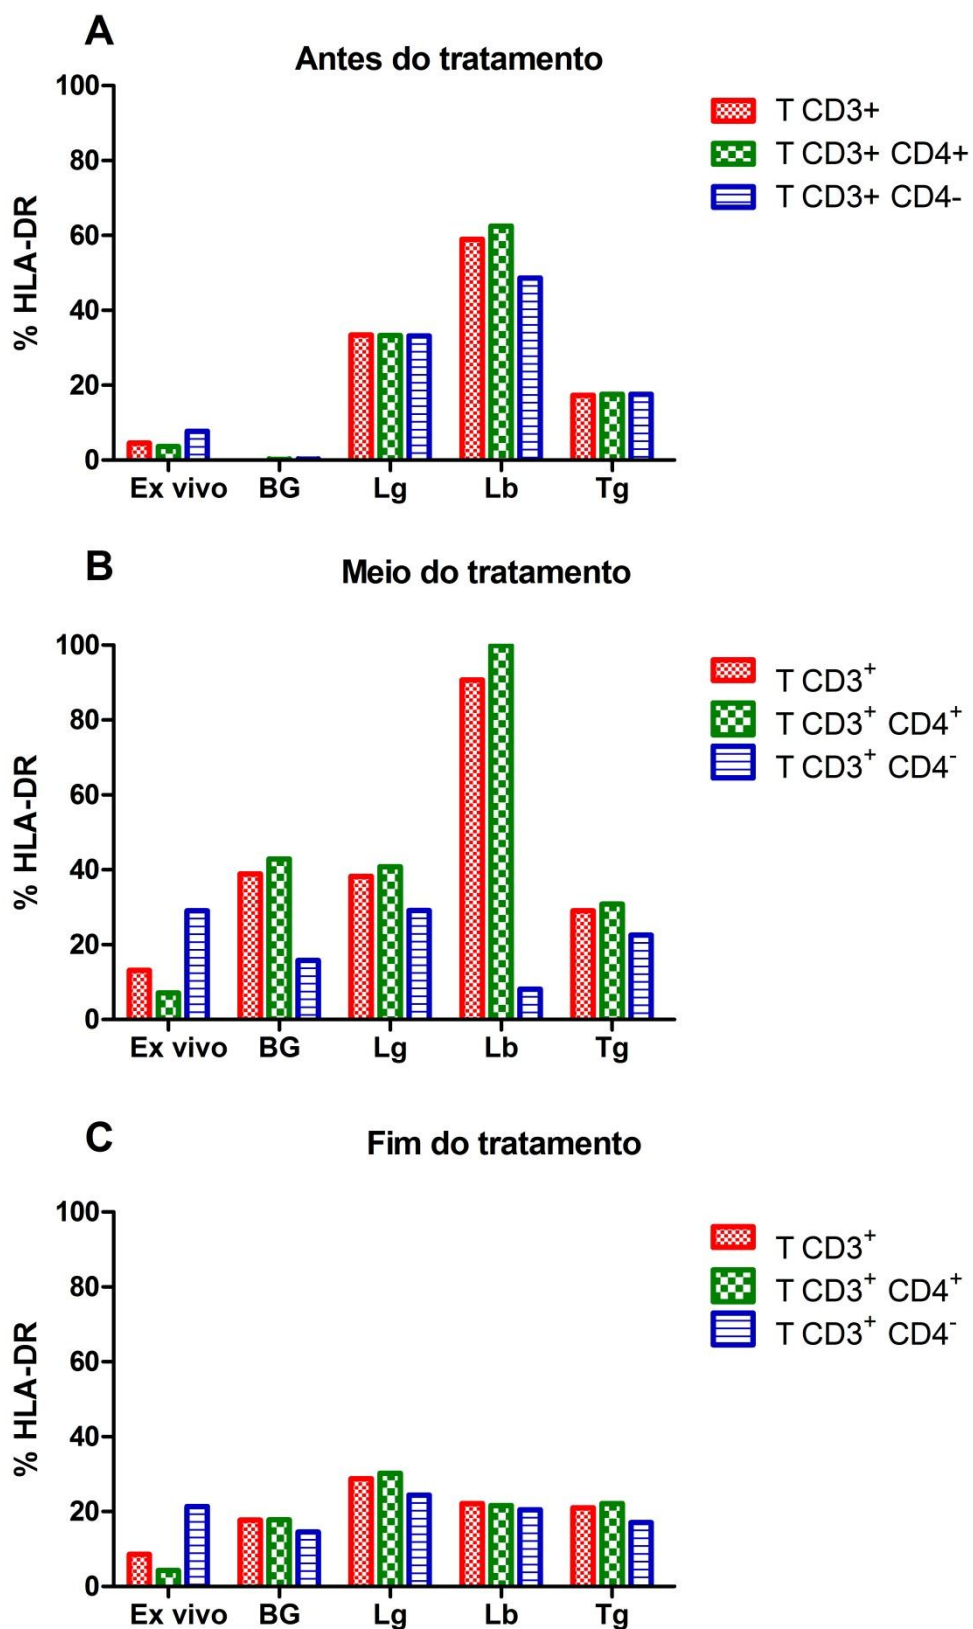 A
Antes do tratamento
% HLA-DR
100
80
60
40
20
0
Ex vivo BG Lg Lb Tg
T CD3+
T CD3+ CD4+
T CD3+ CD4-
B
Meio do tratamento
% HLA-DR
100
80
60
40
20
0
Ex vivo BG Lg Lb Tg
T CD3⁺
T CD3⁺ CD4⁺
T CD3⁺ CD4⁻
C
Fim do tratamento
% HLA-DR
100
80
60
40
20
0
Ex vivo BG Lg Lb Tg
T CD3⁺
T CD3⁺ CD4⁺
T CD3⁺ CD4⁻